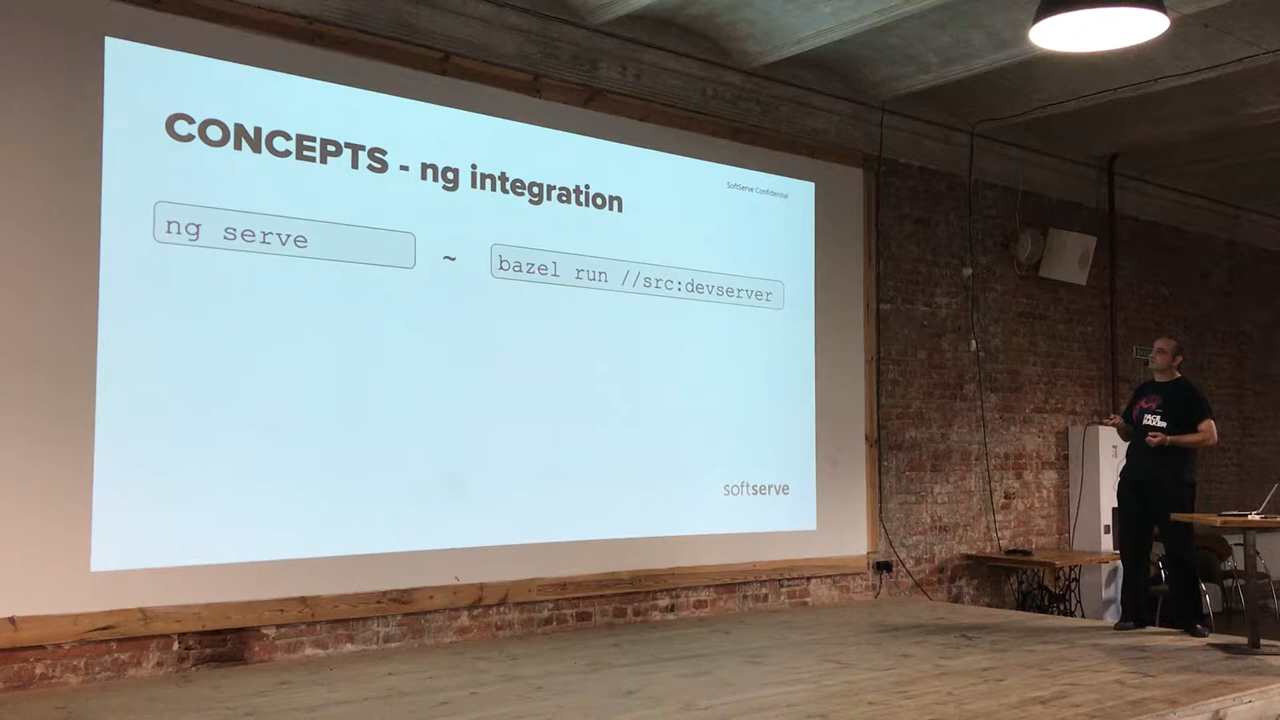 CONCEPTS - ng integration
SoftServe Confidential
ng serve
~
bazel run //src:devserver
softserve